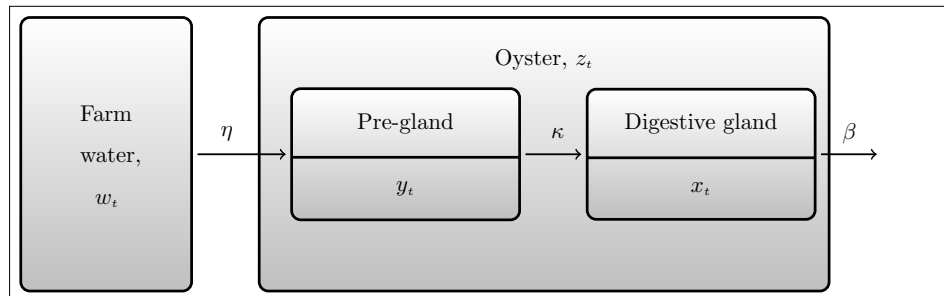 Oyster, z_t
Farm
water,
w_t
η
Pre-gland
y_t
κ
Digestive gland
x_t
β